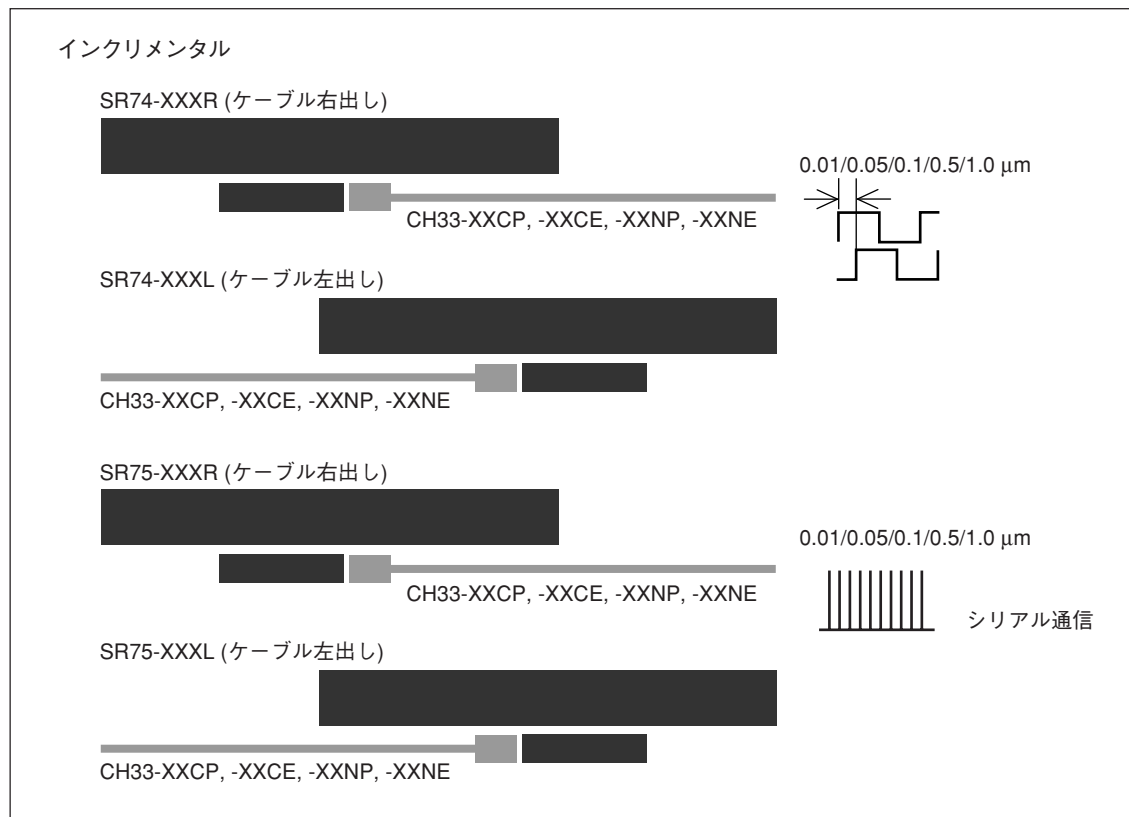 インクリメンタル
SR74-XXXR (ケーブル右出し)
0.01/0.05/0.1/0.5/1.0 μm
CH33-XXCP, -XXCE, -XXNP, -XXNE
SR74-XXXL (ケーブル左出し)
CH33-XXCP, -XXCE, -XXNP, -XXNE
SR75-XXXR (ケーブル右出し)
0.01/0.05/0.1/0.5/1.0 μm
CH33-XXCP, -XXCE, -XXNP, -XXNE
シリアル通信
SR75-XXXL (ケーブル左出し)
CH33-XXCP, -XXCE, -XXNP, -XXNE